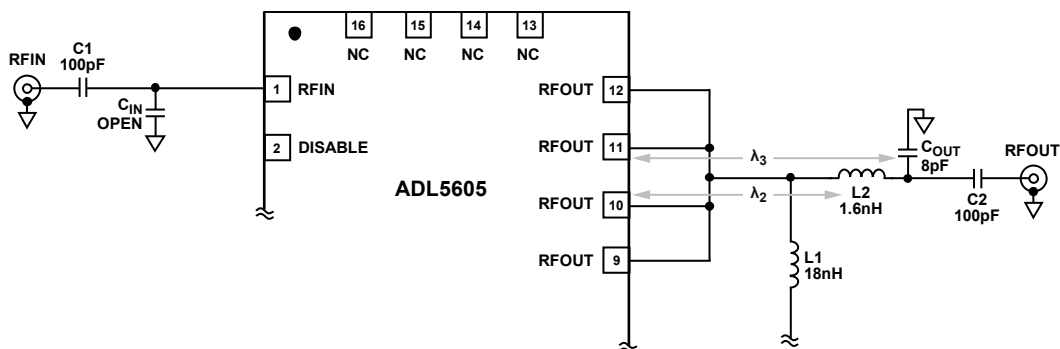 16
15
14
13
NC
NC
NC
NC
RFIN
C1
100pF
CIN
OPEN
1
RFIN
2
DISABLE
ADL5605
RFOUT
12
RFOUT
11
RFOUT
10
RFOUT
9
λ3
λ2
COUT
8pF
L2
1.6nH
L1
18nH
C2
100pF
RFOUT